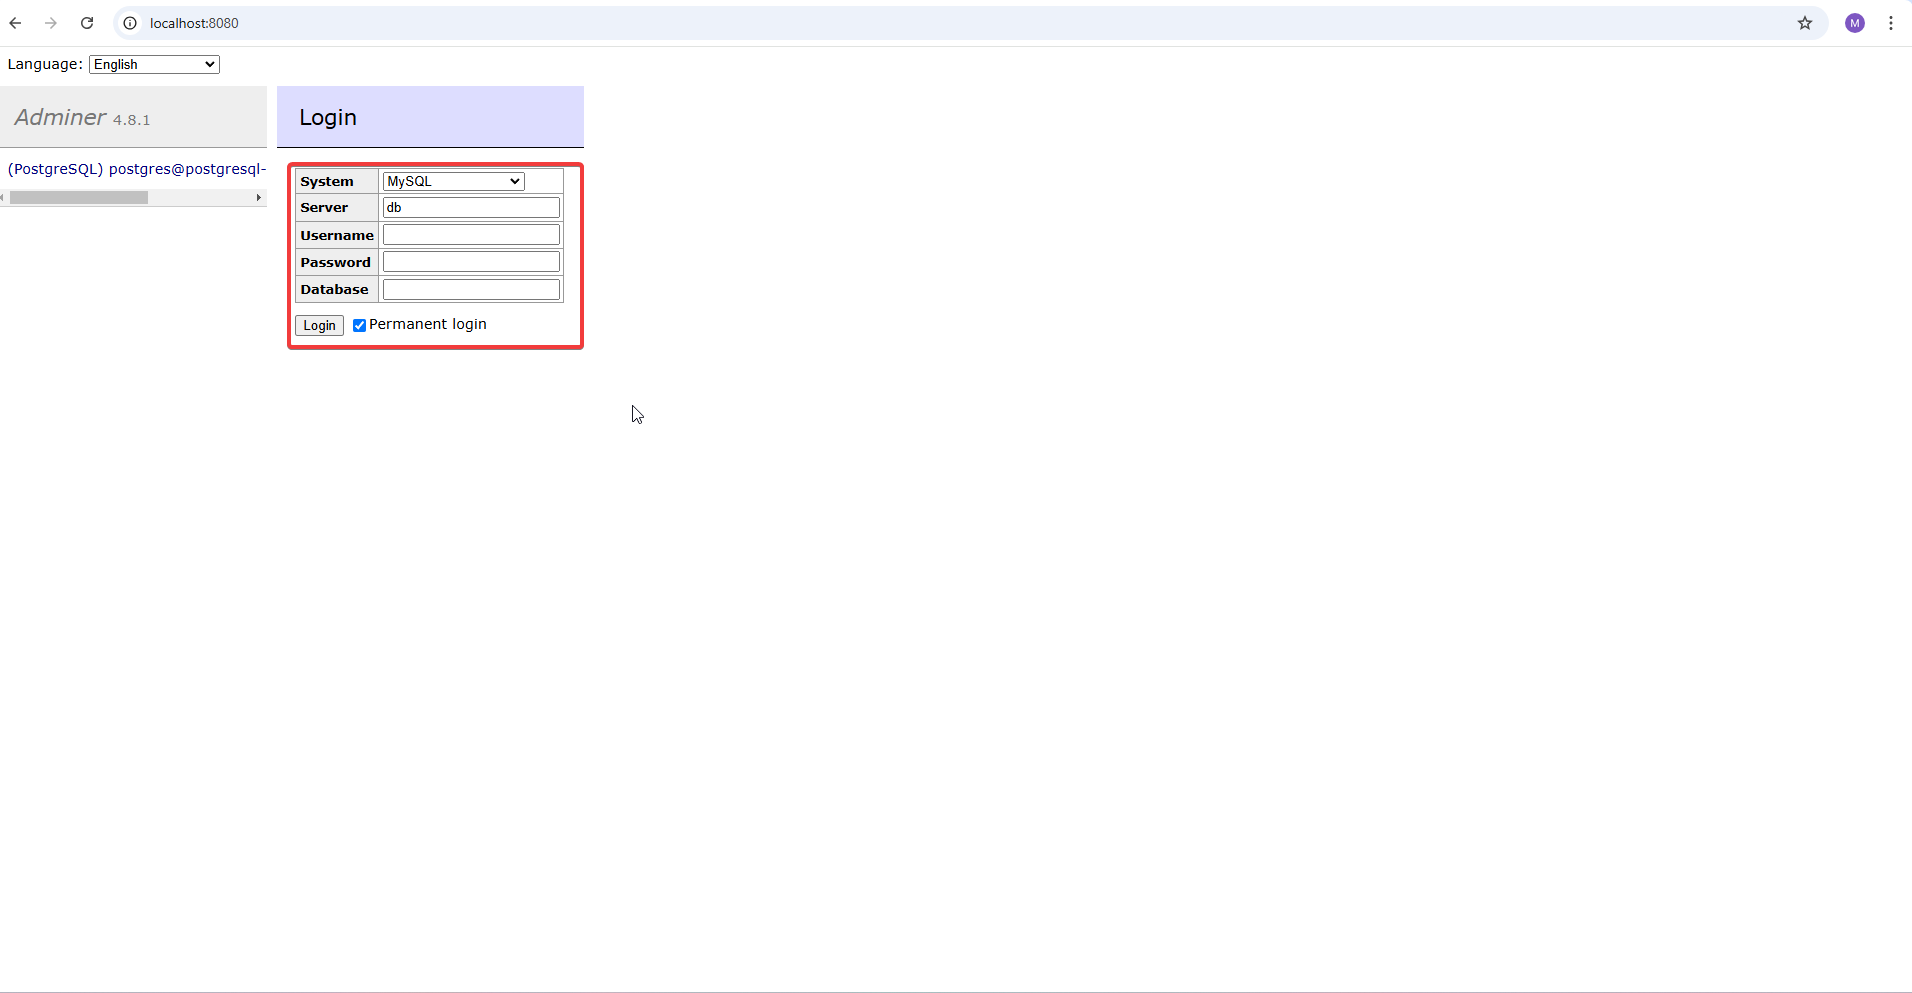 localhost:8080
M
Language: English
Adminer 4.8.1
Login
(PostgreSQL) postgres@postgresql-
System MySQL
Server db
Username
Password
Database
Login Permanent login